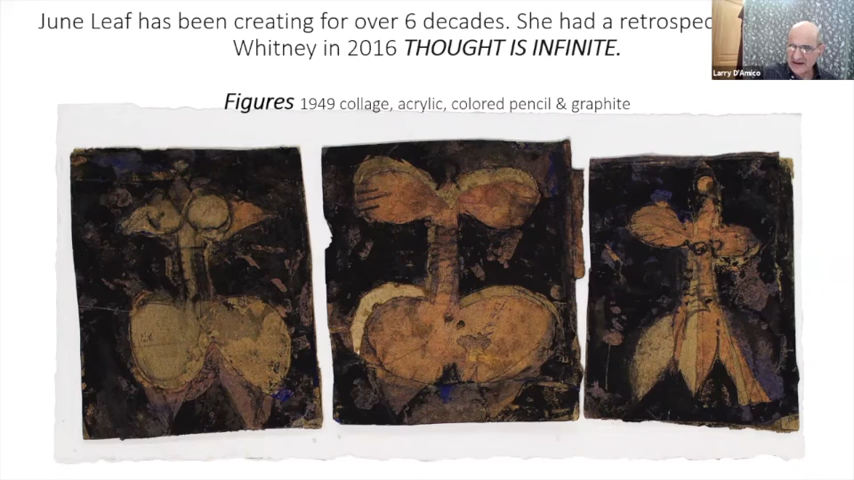 June Leaf has been creating for over 6 decades. She had a
Whitney in 2016 THOUGHT IS INFINITE.
Larry D'Amico
Figures 1949 collage, acrylic, colored pencil & graphite